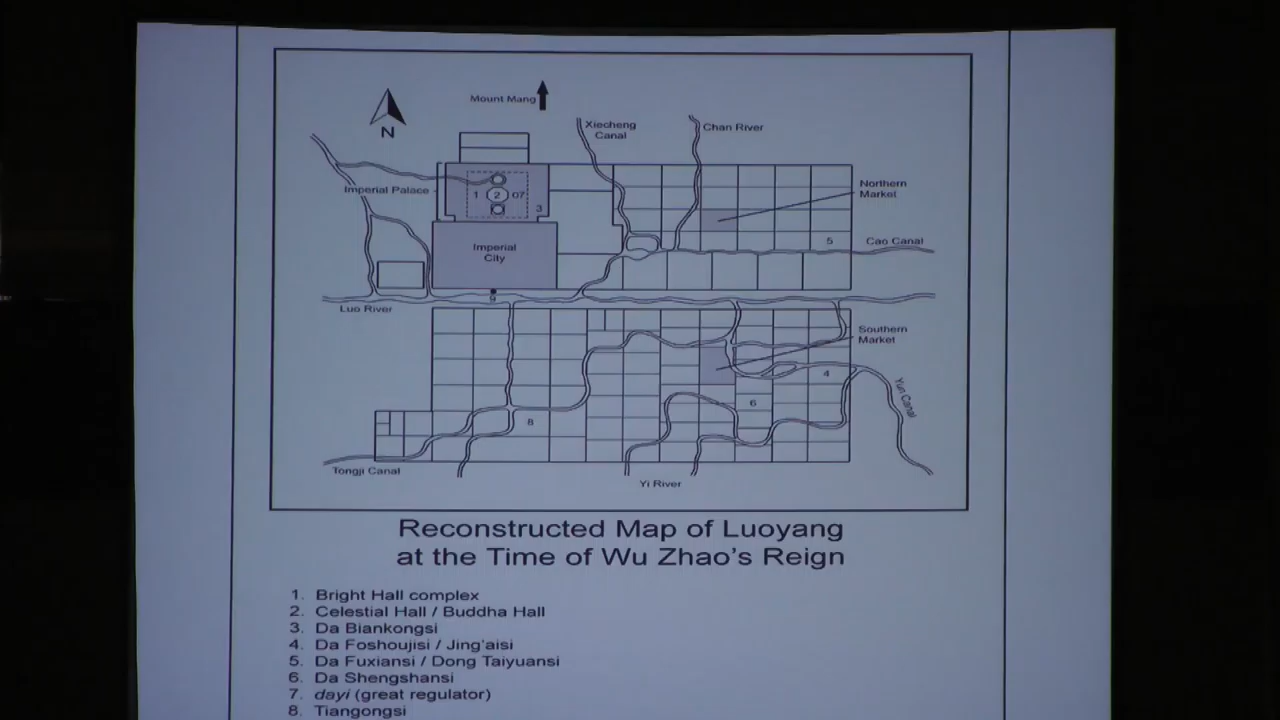 Mount Mang
N
Xiecheng
Canal
Chan River
Imperial Palace
1
2
07
3
Northern
Market
5
Cao Canal
Imperial
City
9
Luo River
Southern
Market
4
Yun Canal
6
8
Tongji Canal
Yi River
Reconstructed Map of Luoyang
at the Time of Wu Zhao's Reign
1. Bright Hall complex
2. Celestial Hall / Buddha Hall
3. Da Biankongsi
4. Da Foshoujisi / Jing'aisi
5. Da Fuxiansi / Dong Taiyuansi
6. Da Shengshansi
7. dayi (great regulator)
8. Tiangongsi